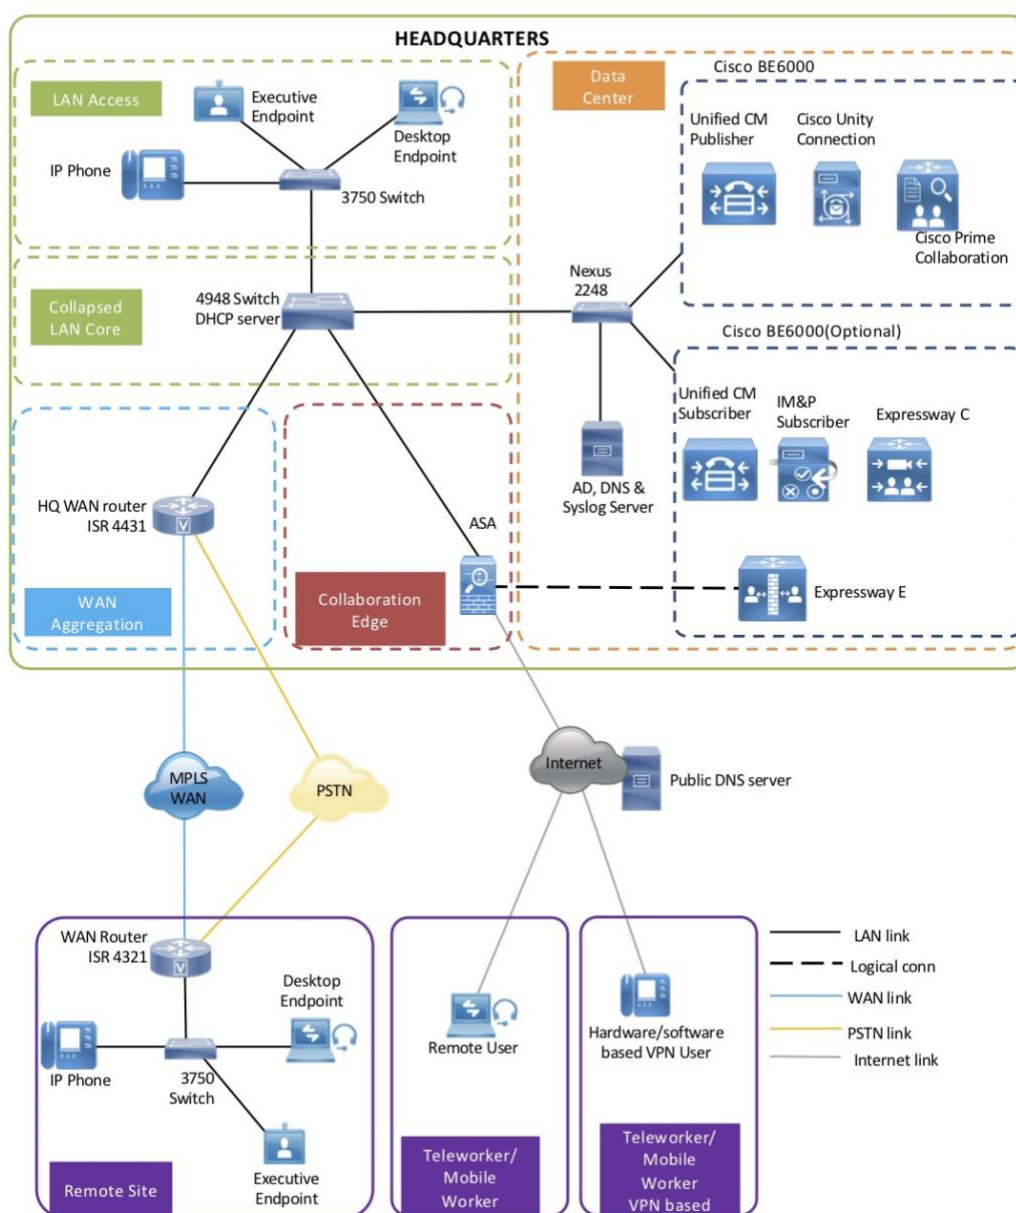 HEADQUARTERS
LAN Access
Executive
Endpoint
Desktop
Endpoint
IP Phone
3750 Switch
Data
Center
Cisco BE6000
Unified CM
Publisher
Cisco Unity
Connection
Cisco Prime
Collaboration
Collapsed
LAN Core
4948 Switch
DHCP server
Nexus
2248
Cisco BE6000(Optional)
Unified CM
Subscriber
IM&P
Subscriber
Expressway C
AD, DNS &
Syslog Server
HQ WAN router
ISR 4431
V
WAN
Aggregation
Collaboration
Edge
ASA
Expressway E
MPLS
WAN
PSTN
Internet
Public DNS server
WAN Router
ISR 4321
V
Desktop
Endpoint
IP Phone
3750
Switch
Executive
Endpoint
Remote Site
Remote User
Teleworker/
Mobile
Worker
Hardware/software
based VPN User
Teleworker/
Mobile
Worker
VPN based
LAN link
Logical conn
WAN link
PSTN link
Internet link